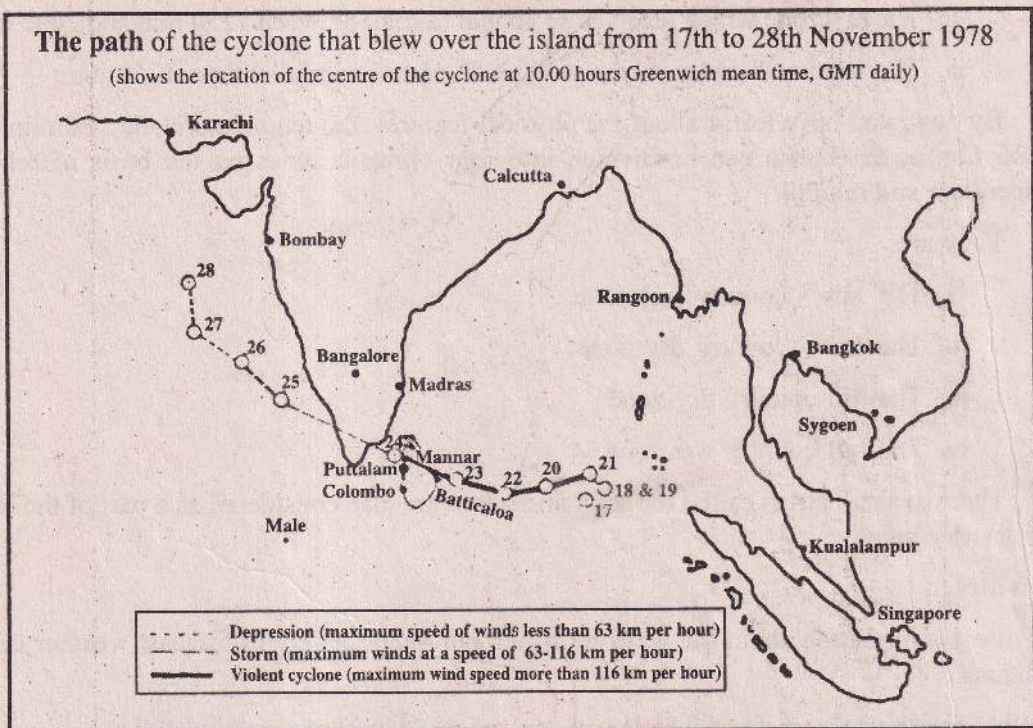 The path of the cyclone that blew over the island from 17th to 28th November 1978
(shows the location of the centre of the cyclone at 10.00 hours Greenwich mean time, GMT daily)
Karachi
Calcutta
Bombay
28
Rangoon
27
26
Bangalore
Bangkok
25
Madras
Sygoen
24
Mannar
Puttalam
23
22
20
21
Colombo
Batticaloa
18 & 19
17
Male
Kualalampur
Singapore
Depression (maximum speed of winds less than 63 km per hour)
Storm (maximum winds at a speed of 63-116 km per hour)
Violent cyclone (maximum wind speed more than 116 km per hour)